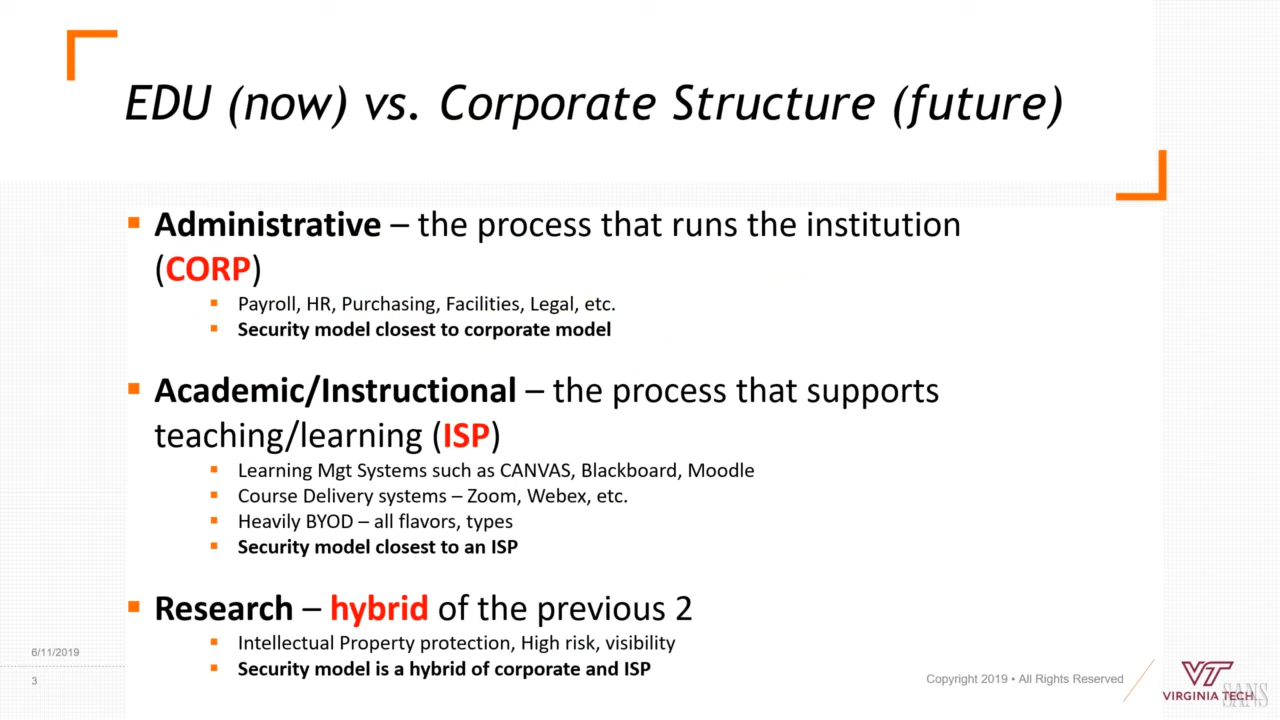 EDU (now) vs. Corporate Structure (future)
Administrative – the process that runs the institution
(CORP)
Payroll, HR, Purchasing, Facilities, Legal, etc.
Security model closest to corporate model
Academic/Instructional – the process that supports
teaching/learning (ISP)
Learning Mgt Systems such as CANVAS, Blackboard, Moodle
Course Delivery systems – Zoom, Webex, etc.
Heavily BYOD – all flavors, types
Security model closest to an ISP
Research – hybrid of the previous 2
Intellectual Property protection, High risk, visibility
Security model is a hybrid of corporate and ISP
6/11/2019
3
Copyright 2019 • All Rights Reserved
VT
VIRGINIA TECH
SANS